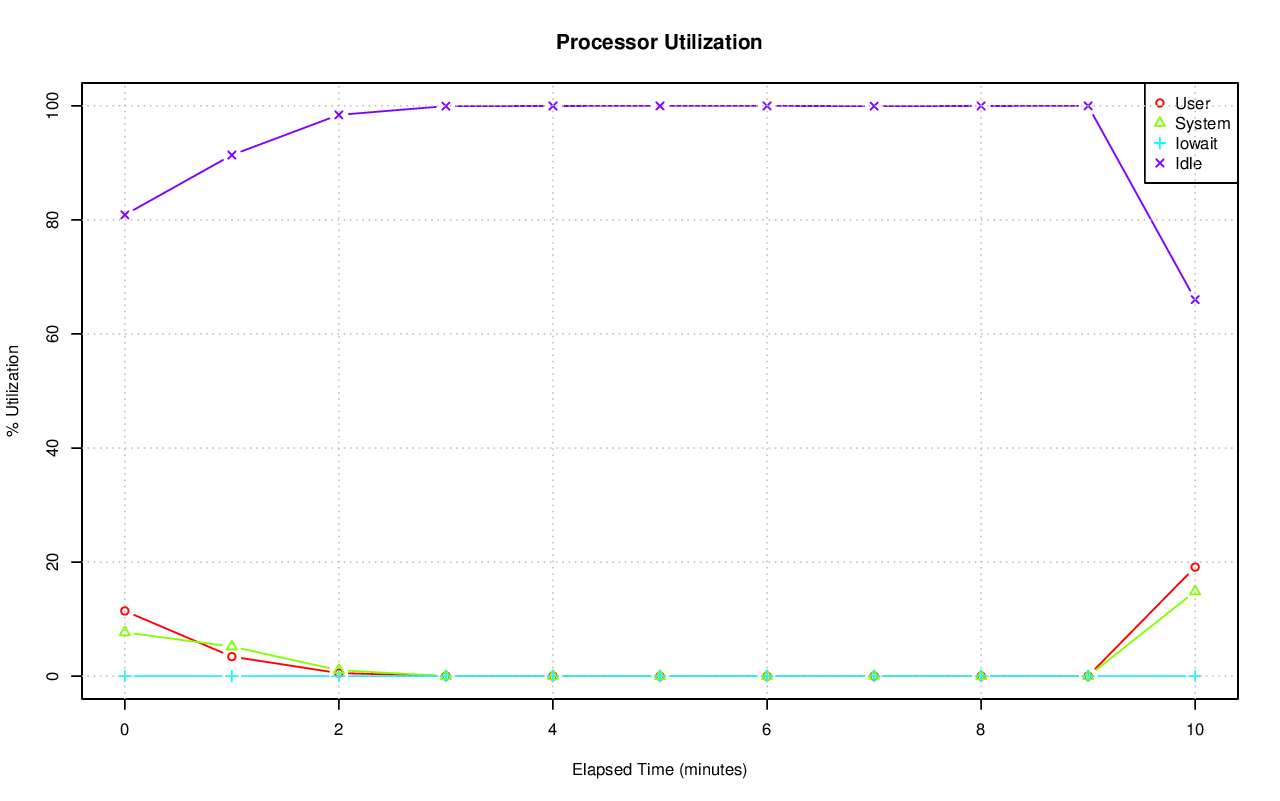 Processor Utilization
User
System
Iowait
Idle
% Utilization
100
80
60
40
20
0
0 2 4 6 8 10
Elapsed Time (minutes)